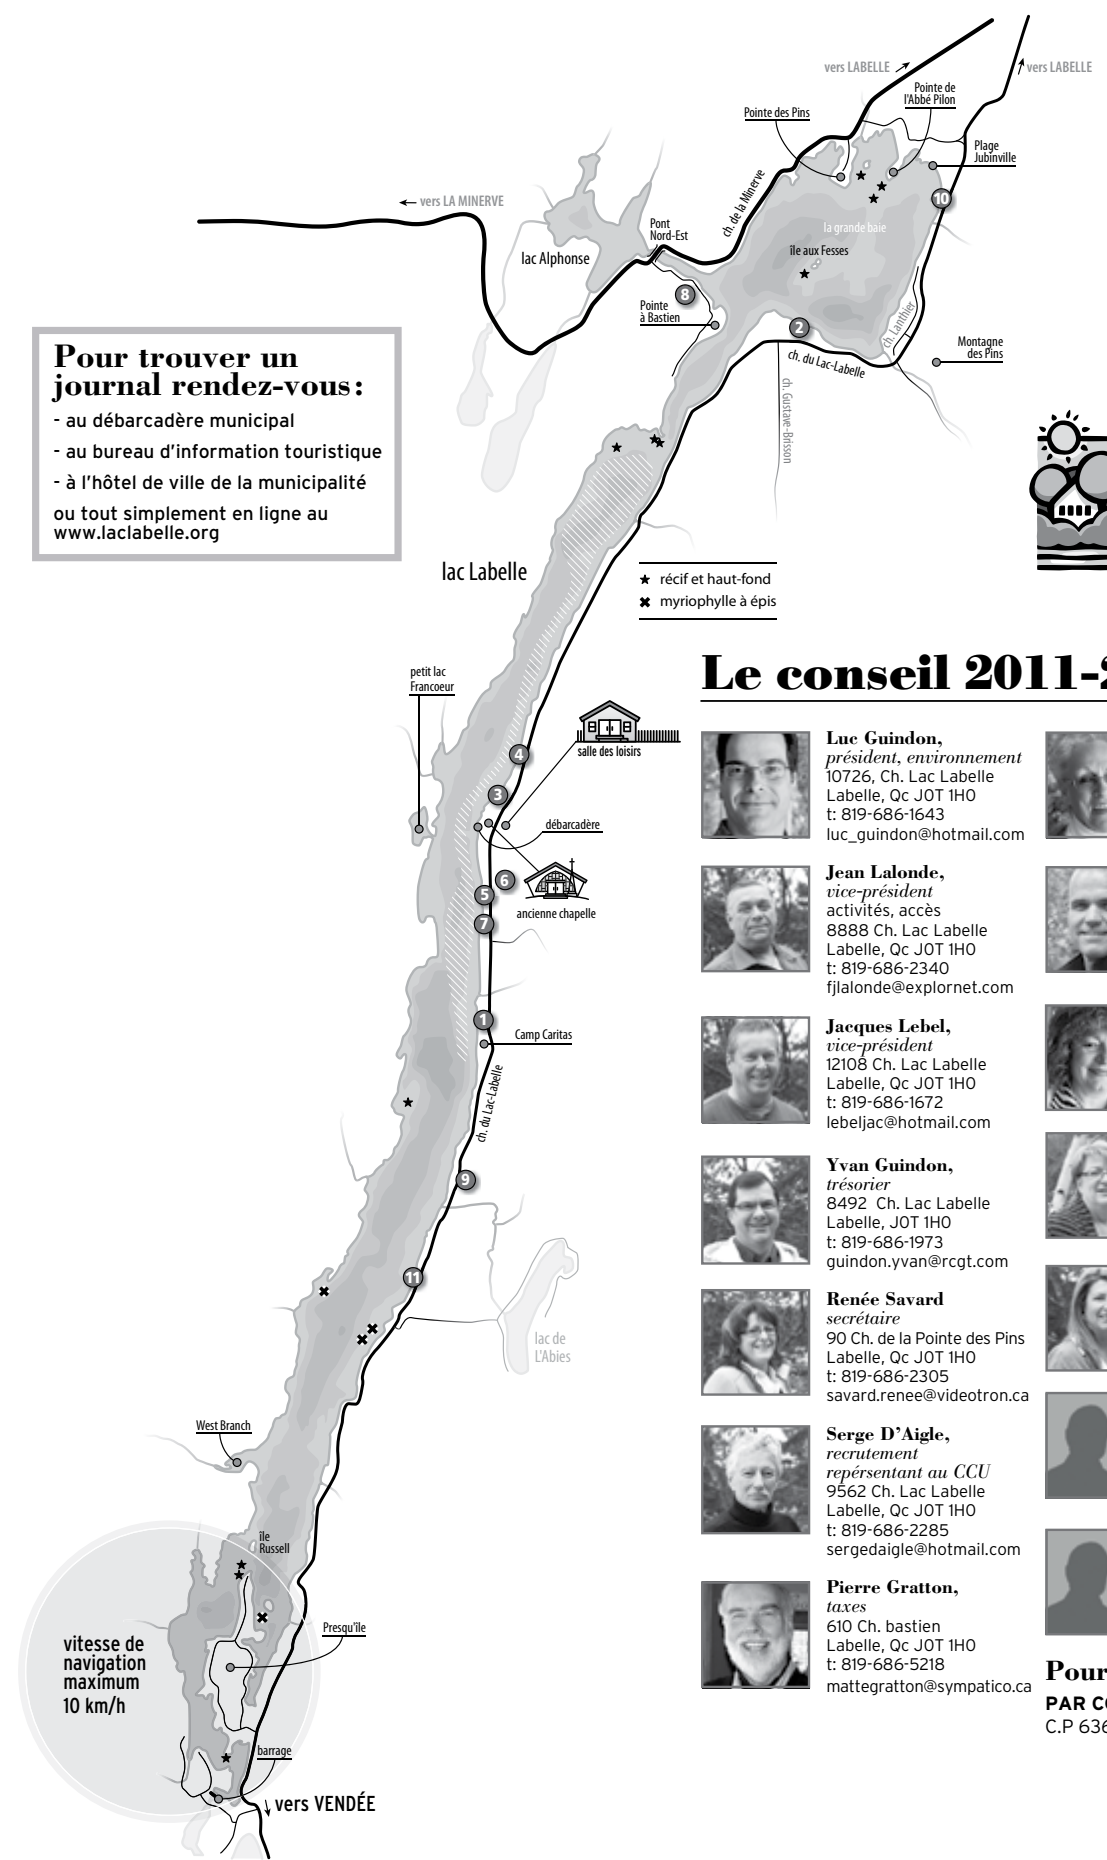 vers LABELLE
vers LABELLE
Pointe de
l'Abbé Pilon
Pointe des Pins
Plage
Jubinville
ch. de la Minerve
vers LA MINERVE
10
Pont
Nord-Est
la grande baie
lac Alphonse
île aux Fesses
8
Pointe
à Bastien
2
ch. Lanthier
Montagne
des Pins
ch. du Lac-Labelle
ch. Gustave-Brisson
Pour trouver un
journal rendez-vous :
- au débarcadère municipal
- au bureau d'information touristique
- à l'hôtel de ville de la municipalité
ou tout simplement en ligne au
www.laclabelle.org
lac Labelle
récif et haut-fond
myriophylle à épis
petit lac
Francoeur
4
salle des loisirs
3
débarcadère
6
5
ancienne chapelle
7
1
Camp Caritas
ch. du Lac-Labelle
9
11
lac de
L'Abies
West Branch
île
Russell
Presqu'île
vitesse de
navigation
maximum
10 km/h
barrage
vers VENDÉE
Le conseil 2011-
Luc Guindon,
président, environnement
10726, Ch. Lac Labelle
Labelle, Qc J0T 1H0
t: 819-686-1643
luc_guindon@hotmail.com
Jean Lalonde,
vice-président
activités, accès
8888 Ch. Lac Labelle
Labelle, Qc J0T 1H0
t: 819-686-2340
fjlalonde@explornet.com
Jacques Lebel,
vice-président
12108 Ch. Lac Labelle
Labelle, Qc J0T 1H0
t: 819-686-1672
lebeljac@hotmail.com
Yvan Guindon,
trésorier
8492 Ch. Lac Labelle
Labelle, J0T 1H0
t: 819-686-1973
guindon.yvan@rcgt.com
Renée Savard
secrétaire
90 Ch. de la Pointe des Pins
Labelle, Qc J0T 1H0
t: 819-686-2305
savard.renee@videotron.ca
Serge D'Aigle,
recrutement
repérsentant au CCU
9562 Ch. Lac Labelle
Labelle, Qc J0T 1H0
t: 819-686-2285
sergedaigle@hotmail.com
Pierre Gratton,
taxes
610 Ch. bastien
Labelle, Qc J0T 1H0
t: 819-686-5218
mattegratton@sympatico.ca
Pour
PAR CO
C.P 636